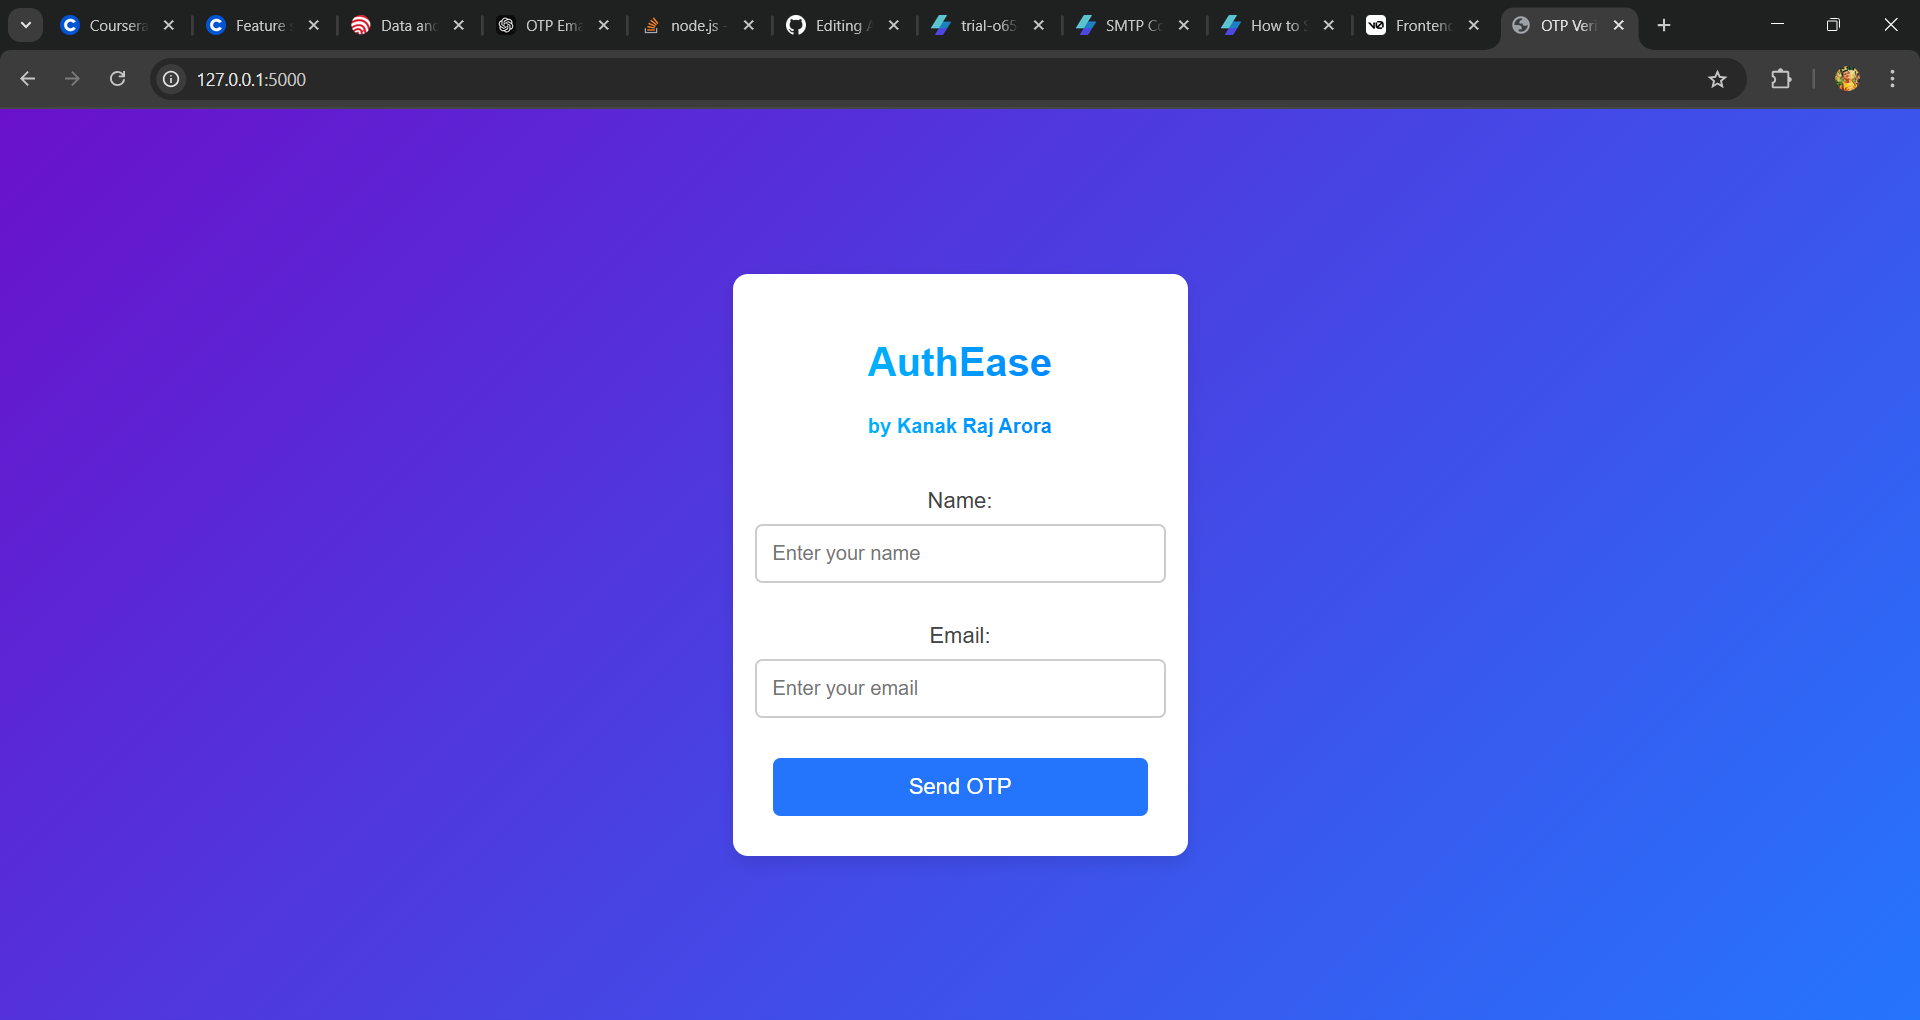 Coursera
Feature
Data and
OTP Ema
node.js -
Editing A
trial-o65
SMTP Co
How to S
Frontend
OTP Veri
127.0.0.1:5000
AuthEase
by Kanak Raj Arora
Name:
Enter your name
Email:
Enter your email
Send OTP